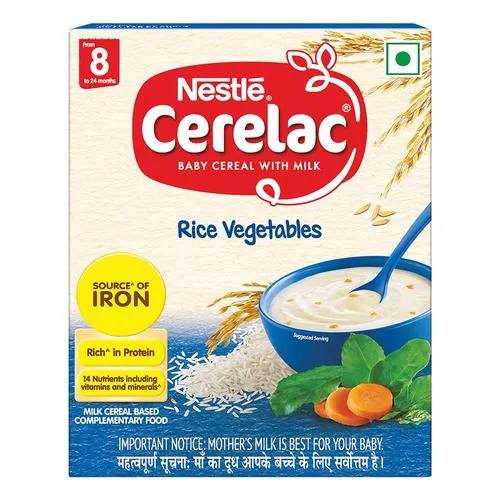 From
8
to 24 months
Nestlé®
Cerelac®
BABY CEREAL WITH MILK
Rice Vegetables
SOURCE^ OF
IRON
Rich^ in Protein
14 Nutrients including
vitamins and minerals^
MILK CEREAL BASED
COMPLEMENTARY FOOD
Suggested Serving
IMPORTANT NOTICE: MOTHER'S MILK IS BEST FOR YOUR BABY.
महत्वपूर्ण सूचना: माँ का दूध आपके बच्चे के लिए सर्वोत्तम है।